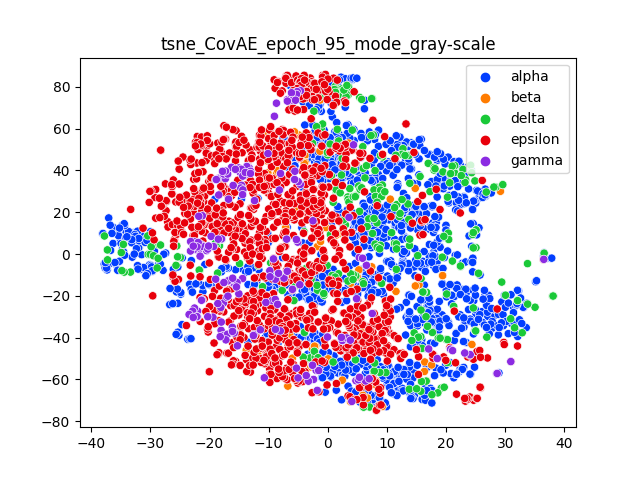 tsne_CovAE_epoch_95_mode_gray-scale
alpha
beta
delta
epsilon
gamma
80
60
40
20
0
−20
−40
−60
−80
−40 −30 −20 −10 0 10 20 30 40